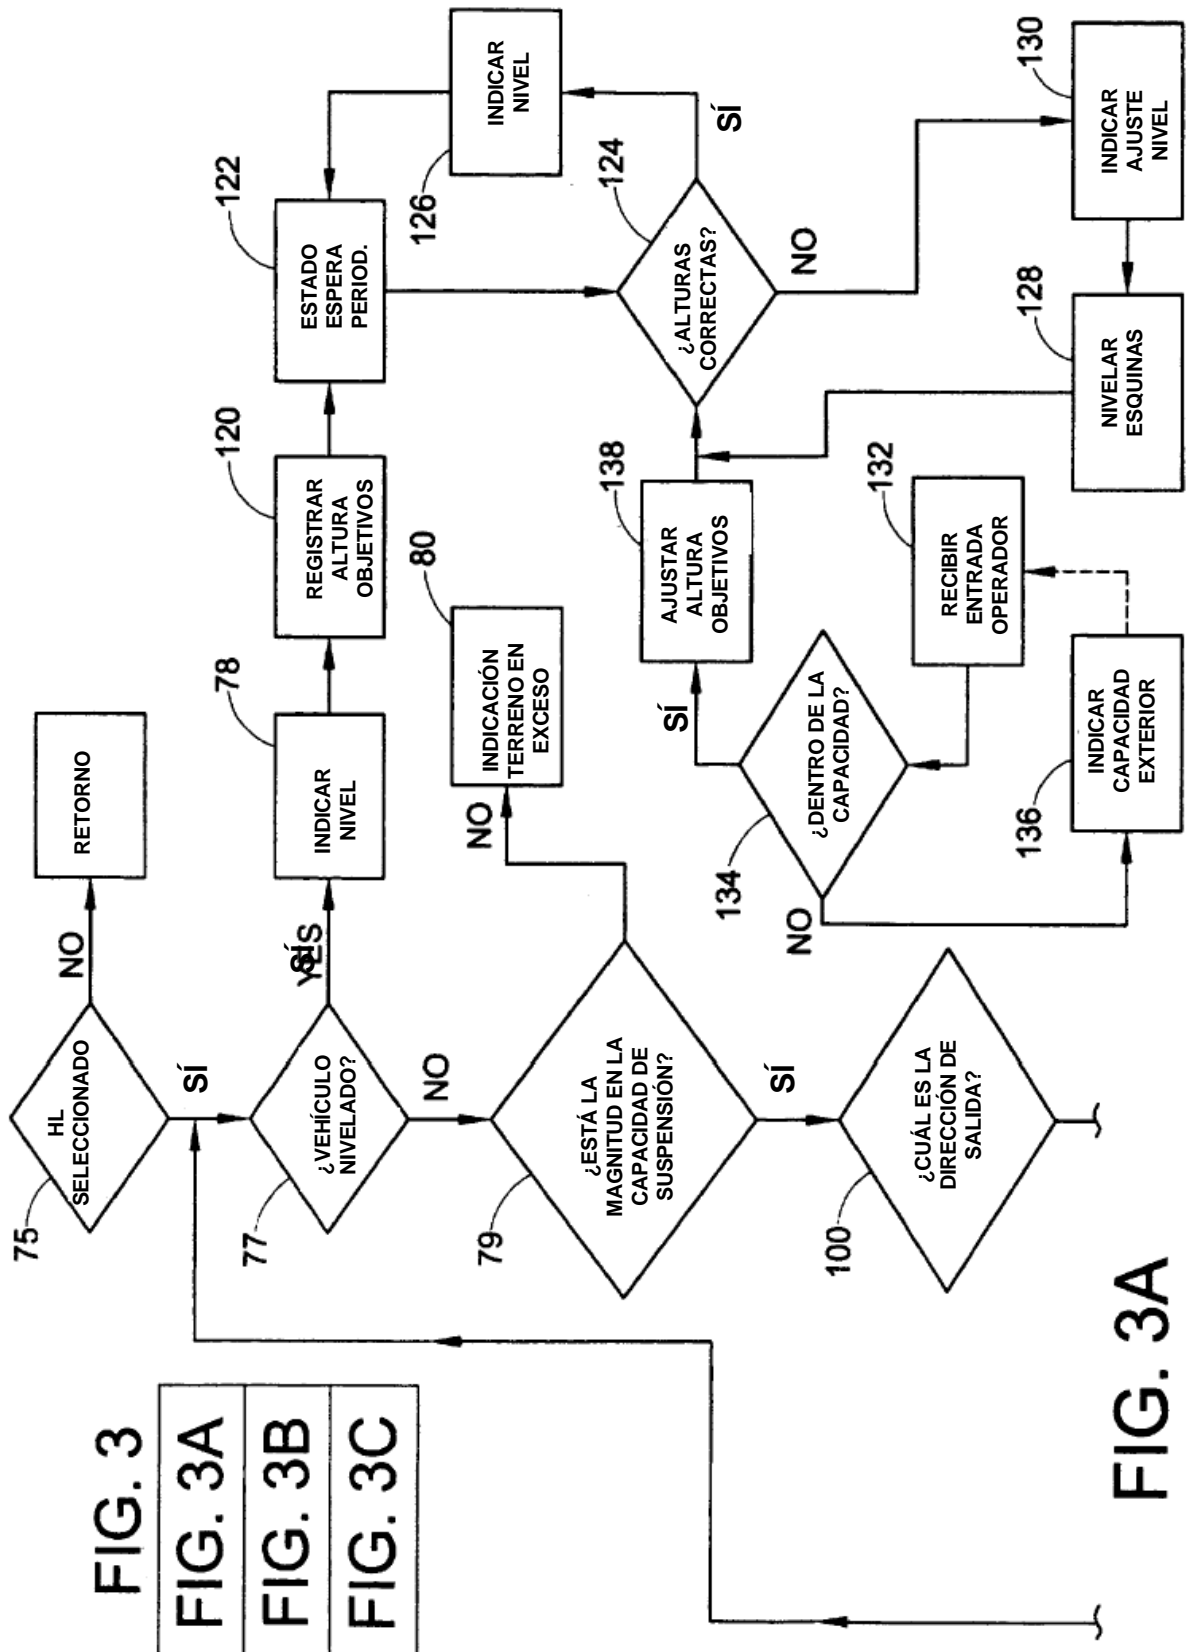 FIG. 3
FIG. 3A
FIG. 3B
FIG. 3C
75
HL
SELECCIONADO
NO
RETORNO
SÍ
77
¿VEHÍCULO
NIVELADO?
SÍ
YES
78
INDICAR
NIVEL
120
REGISTRAR
ALTURA
OBJETIVOS
122
ESTADO
ESPERA
PERIOD.
126
INDICAR
NIVEL
NO
79
¿ESTÁ LA
MAGNITUD EN LA
CAPACIDAD DE
SUSPENSIÓN?
NO
80
INDICACIÓN
TERRENO EN
EXCESO
SÍ
100
¿CUÁL ES LA
DIRECCIÓN DE
SALIDA?
124
¿ALTURAS
CORRECTAS?
SÍ
NO
130
INDICAR
AJUSTE
NIVEL
128
NIVELAR
ESQUINAS
138
AJUSTAR
ALTURA
OBJETIVOS
132
RECIBIR
ENTRADA
OPERADOR
134
¿DENTRO DE LA
CAPACIDAD?
SÍ
NO
136
INDICAR
CAPACIDAD
EXTERIOR
FIG. 3A